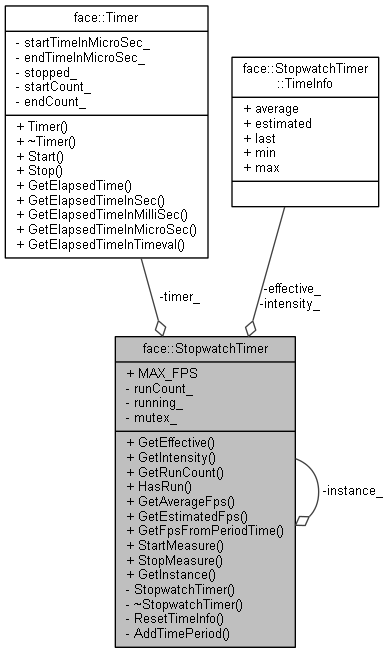 face::Timer
- startTimeInMicroSec_
- endTimeInMicroSec_
- stopped_
- startCount_
- endCount_
+ Timer()
+ ~Timer()
+ Start()
+ Stop()
+ GetElapsedTime()
+ GetElapsedTimeInSec()
+ GetElapsedTimeInMilliSec()
+ GetElapsedTimeInMicroSec()
+ GetElapsedTimeInTimeval()
face::StopwatchTimer
::TimeInfo
+ average
+ estimated
+ last
+ min
+ max
-timer_
-effective_
-intensity_
face::StopwatchTimer
+ MAX_FPS
- runCount_
- running_
- mutex_
+ GetEffective()
+ GetIntensity()
+ GetRunCount()
+ HasRun()
+ GetAverageFps()
+ GetEstimatedFps()
+ GetFpsFromPeriodTime()
+ StartMeasure()
+ StopMeasure()
+ GetInstance()
- StopwatchTimer()
- ~StopwatchTimer()
- ResetTimeInfo()
- AddTimePeriod()
-instance_